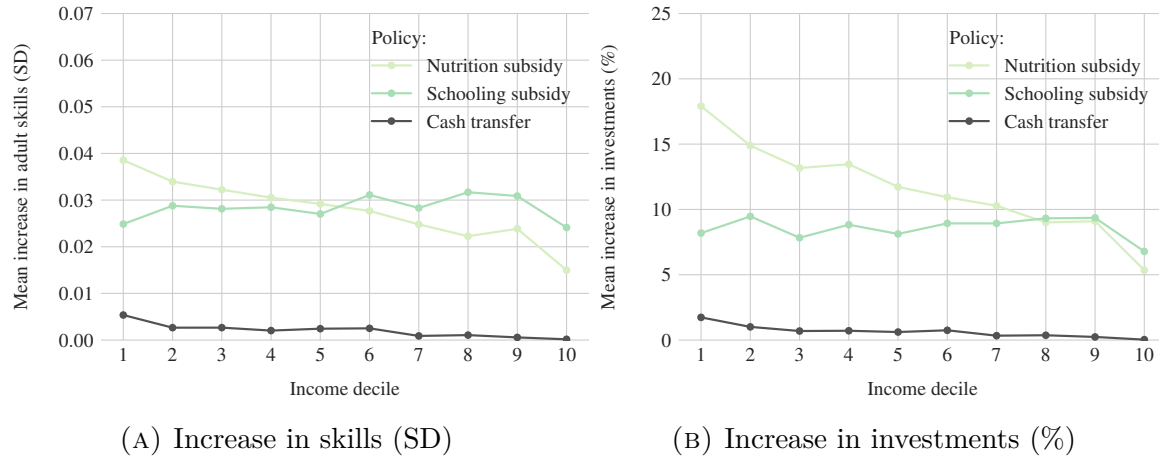 Mean increase in adult skills (SD)
0.07
0.06
0.05
0.04
0.03
0.02
0.01
0.00
Policy:
Nutrition subsidy
Schooling subsidy
Cash transfer
1 2 3 4 5 6 7 8 9 10
Income decile
(A) Increase in skills (SD)
Mean increase in investments (%)
25
20
15
10
5
0
Policy:
Nutrition subsidy
Schooling subsidy
Cash transfer
1 2 3 4 5 6 7 8 9 10
Income decile
(B) Increase in investments (%)